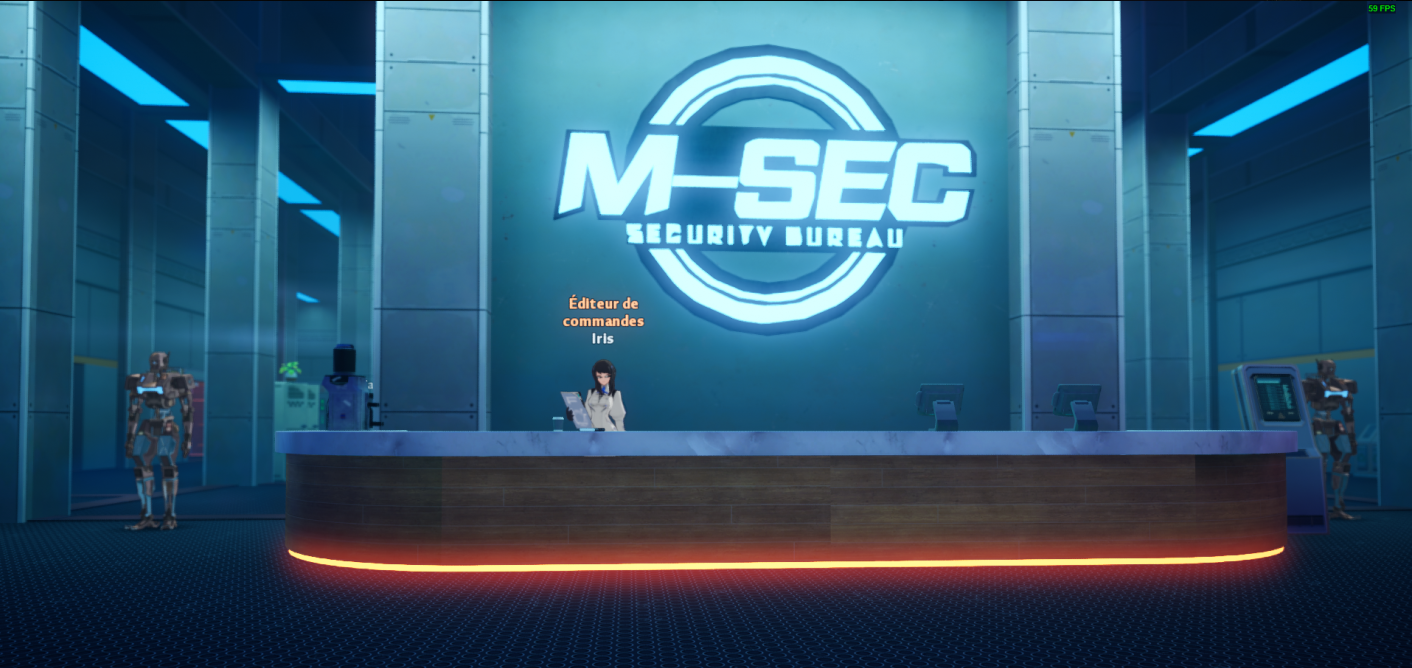 59 FPS
M-SEC
SECURITY BUREAU
Éditeur de
commandes
Iris